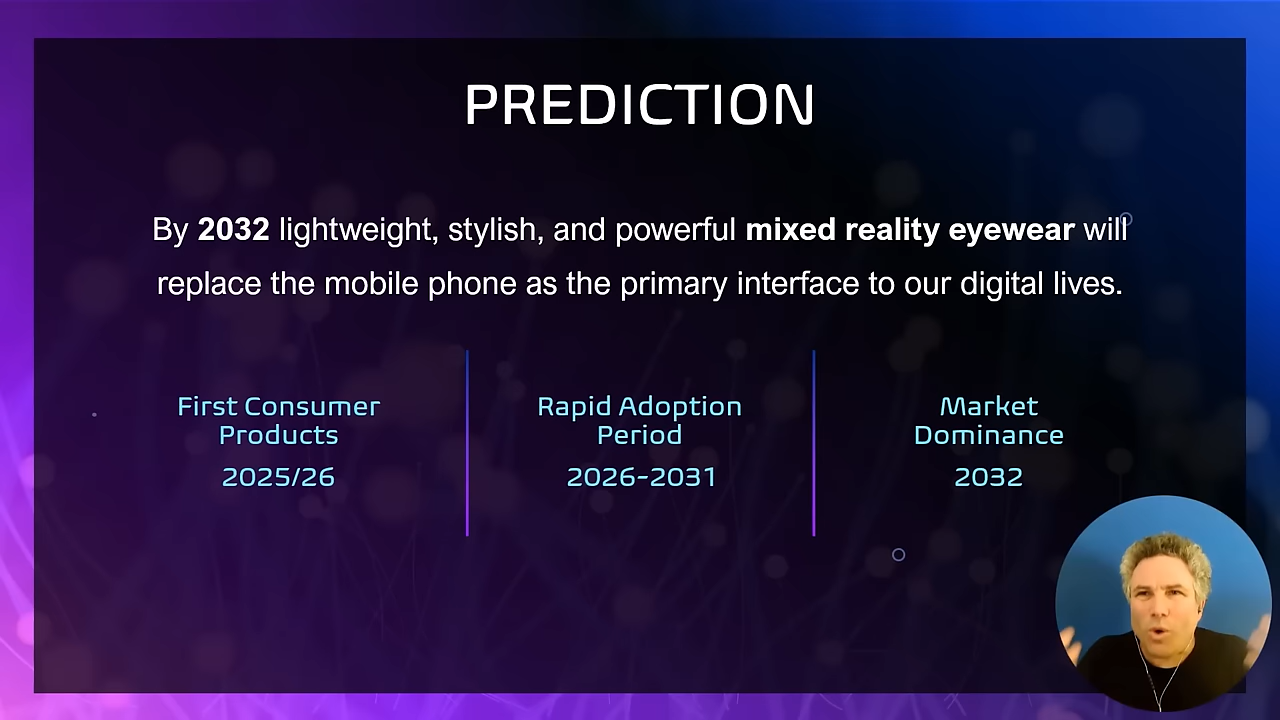 PREDICTION
By 2032 lightweight, stylish, and powerful mixed reality eyewear will
replace the mobile phone as the primary interface to our digital lives.
First Consumer
Products
2025/26
Rapid Adoption
Period
2026-2031
Market
Dominance
2032